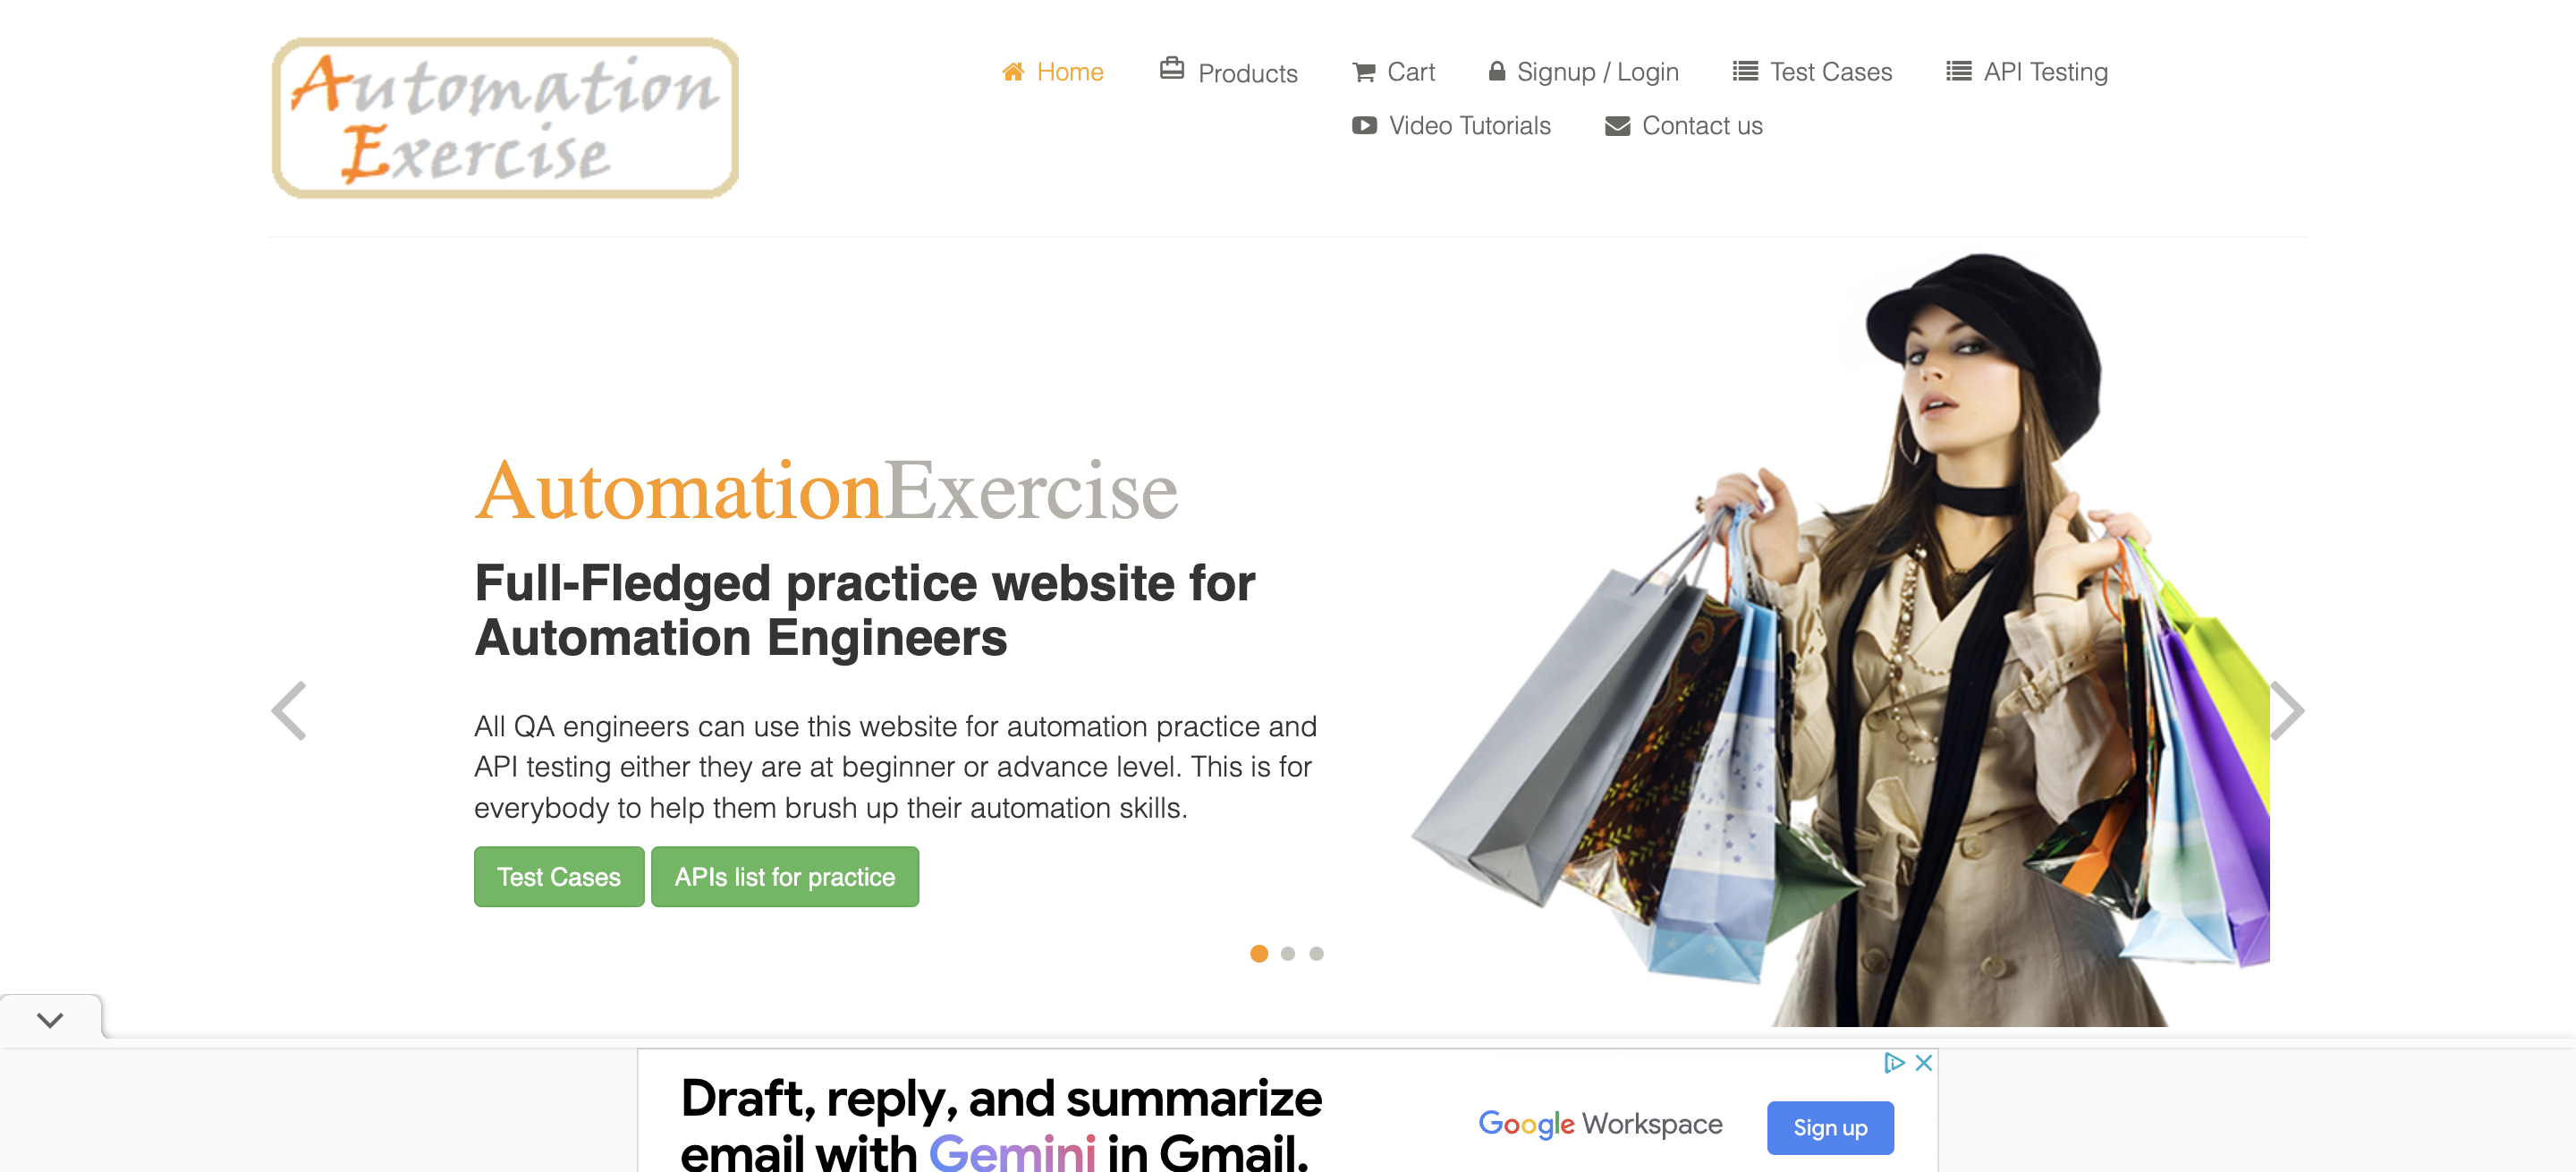 Automation
Exercise
Home Products Cart Signup / Login Test Cases API Testing
Video Tutorials Contact us
AutomationExercise
Full-Fledged practice website for
Automation Engineers
All QA engineers can use this website for automation practice and
API testing either they are at beginner or advance level. This is for
everybody to help them brush up their automation skills.
Test Cases APIs list for practice
Draft, reply, and summarize
email with Gemini in Gmail.
Google Workspace
Sign up